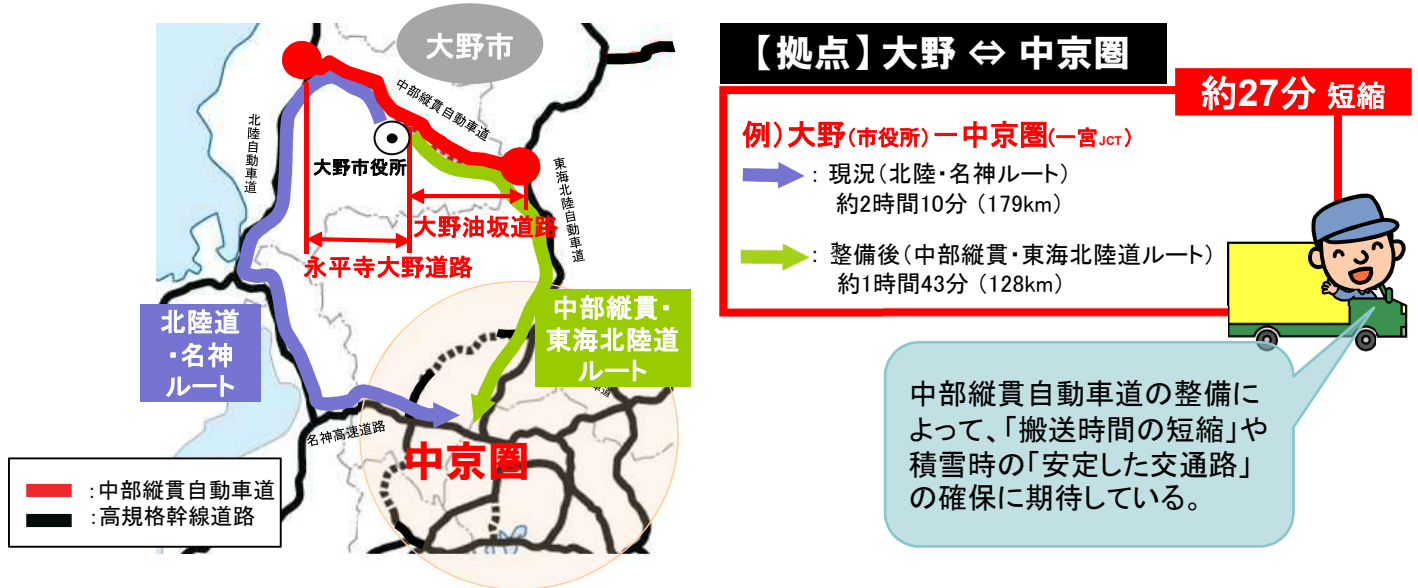 大野市
中部縦貫自動車道
北陸自動車道
大野市役所
東海北陸自動車道
大野油坂道路
永平寺大野道路
北陸道
・名神
ルート
中部縦貫・
東海北陸道
ルート
名神高速道路
中京圏
:中部縦貫自動車道
:高規格幹線道路
【拠点】大野 ⇔ 中京圏
約27分 短縮
例)大野(市役所)ー中京圏(一宮JCT)
: 現況(北陸・名神ルート)
約2時間10分 (179km)
: 整備後(中部縦貫・東海北陸道ルート)
約1時間43分 (128km)
中部縦貫自動車道の整備に
よって、「搬送時間の短縮」や
積雪時の「安定した交通路」
の確保に期待している。